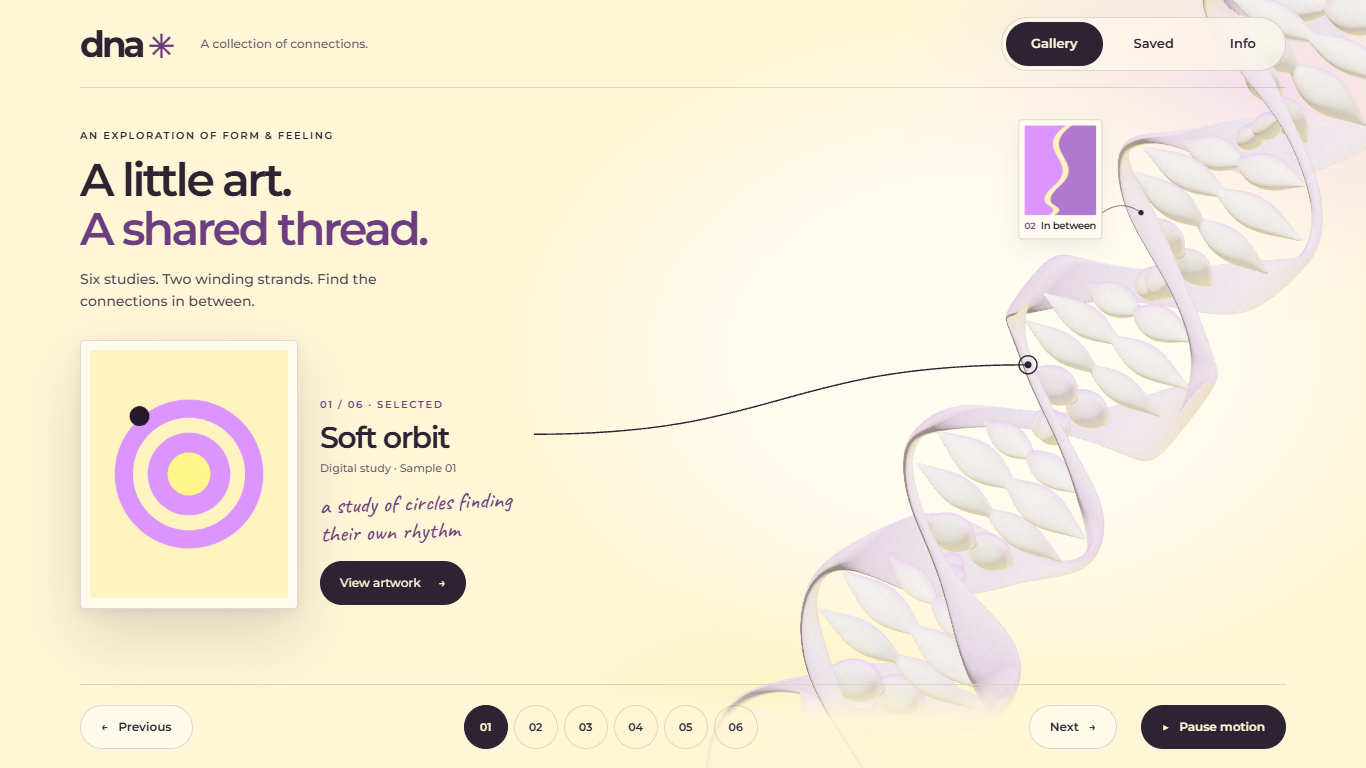 dna
A collection of connections.
Gallery
Saved
Info
AN EXPLORATION OF FORM & FEELING
A little art.
A shared thread.
Six studies. Two winding strands. Find the
connections in between.
02 In between
01 / 06 · SELECTED
Soft orbit
Digital study · Sample 01
a study of circles finding
their own rhythm
View artwork →
← Previous
01
02
03
04
05
06
Next →
▸ Pause motion